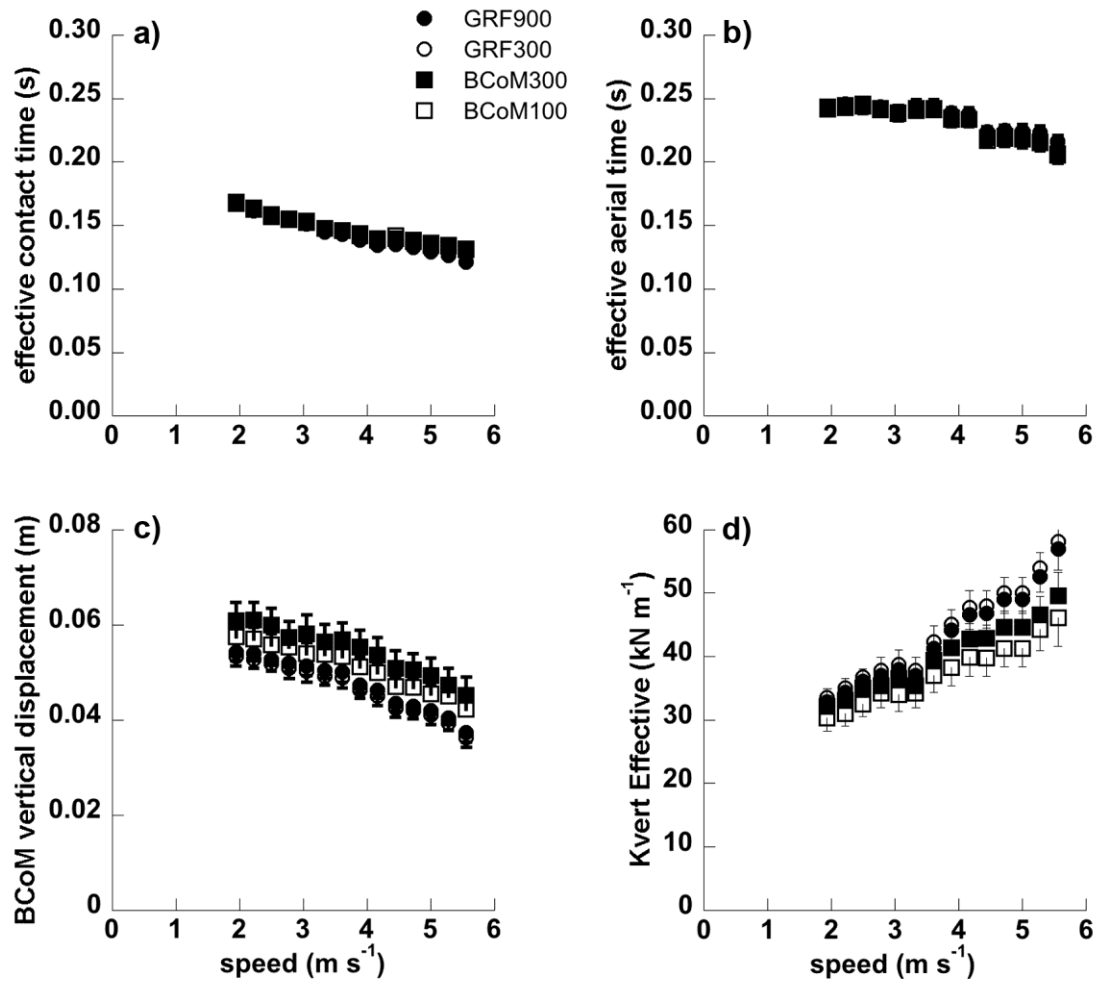 a)
GRF900
GRF300
BCoM300
BCoM100
effective contact time (s)
0.30
0.25
0.20
0.15
0.10
0.05
0.00
0 1 2 3 4 5 6
b)
effective aerial time (s)
0.30
0.25
0.20
0.15
0.10
0.05
0.00
0 1 2 3 4 5 6
c)
BCoM vertical displacement (m)
0.08
0.06
0.04
0.02
0
0 1 2 3 4 5 6
speed (m s⁻¹)
d)
Kvert Effective (kN m⁻¹)
60
50
40
30
20
10
0
0 1 2 3 4 5 6
speed (m s⁻¹)